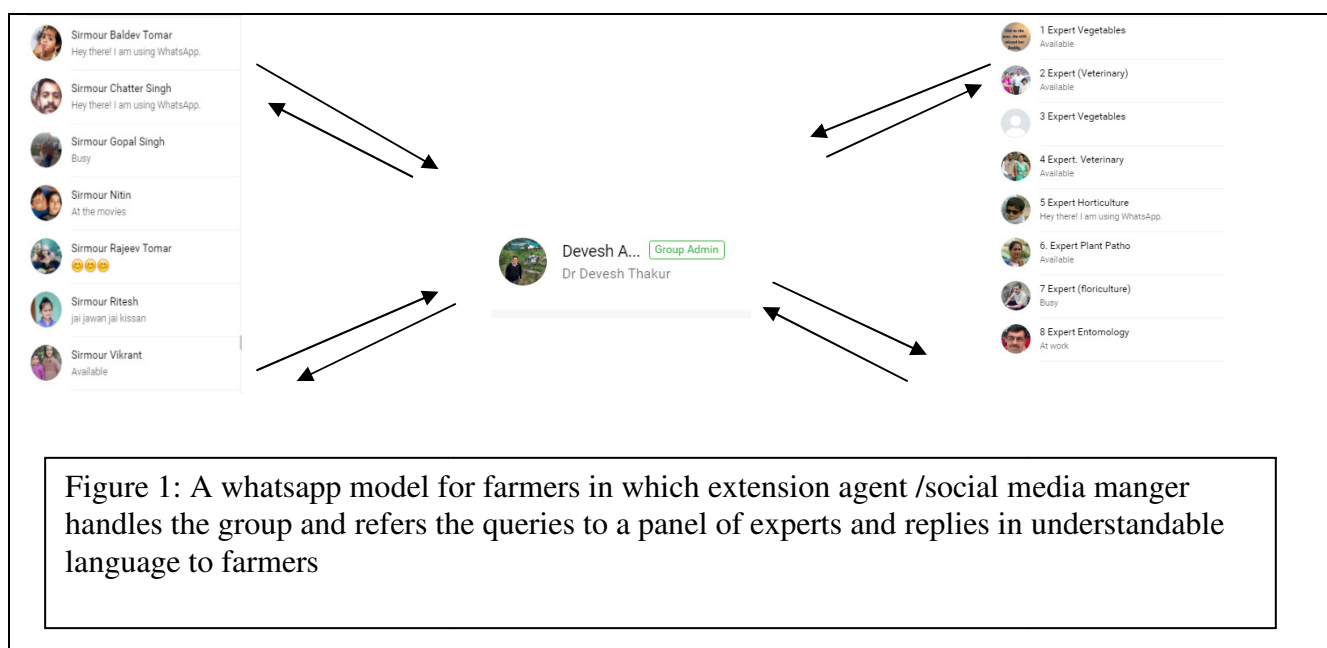 Sirmour Baldev Tomar
Hey there! I am using WhatsApp.
Sirmour Chatter Singh
Hey there! I am using WhatsApp.
Sirmour Gopal Singh
Busy
Sirmour Nitin
At the movies
Sirmour Rajeev Tomar
😊😊😊
Sirmour Ritesh
jai jawan jai kissan
Sirmour Vikrant
Available
Devesh A... Group Admin
Dr Devesh Thakur
1 Expert Vegetables
Available
2 Expert (Veterinary)
Available
3 Expert Vegetables
4 Expert. Veterinary
Available
5 Expert Horticulture
Hey there! I am using WhatsApp.
6. Expert Plant Patho
Available
7 Expert (floriculture)
Busy
8 Expert Entomology
At work
Figure 1: A whatsapp model for farmers in which extension agent /social media manger
handles the group and refers the queries to a panel of experts and replies in understandable
language to farmers